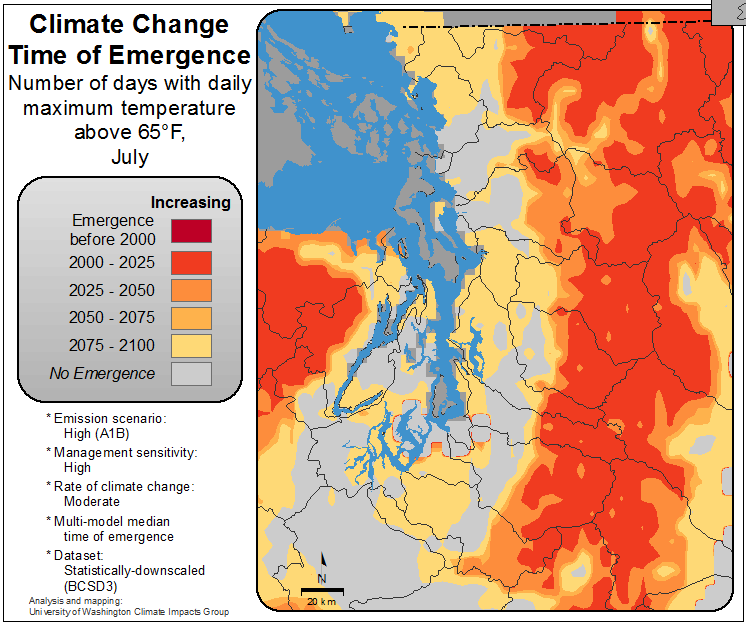 Climate Change
Time of Emergence
Number of days with daily
maximum temperature
above 65°F,
July
Increasing
Emergence
before 2000
2000 - 2025
2025 - 2050
2050 - 2075
2075 - 2100
No Emergence
* Emission scenario:
High (A1B)
* Management sensitivity:
High
* Rate of climate change:
Moderate
* Multi-model median
time of emergence
* Dataset:
Statistically-downscaled
(BCSD3)
Analysis and mapping:
University of Washington Climate Impacts Group
N
20 km